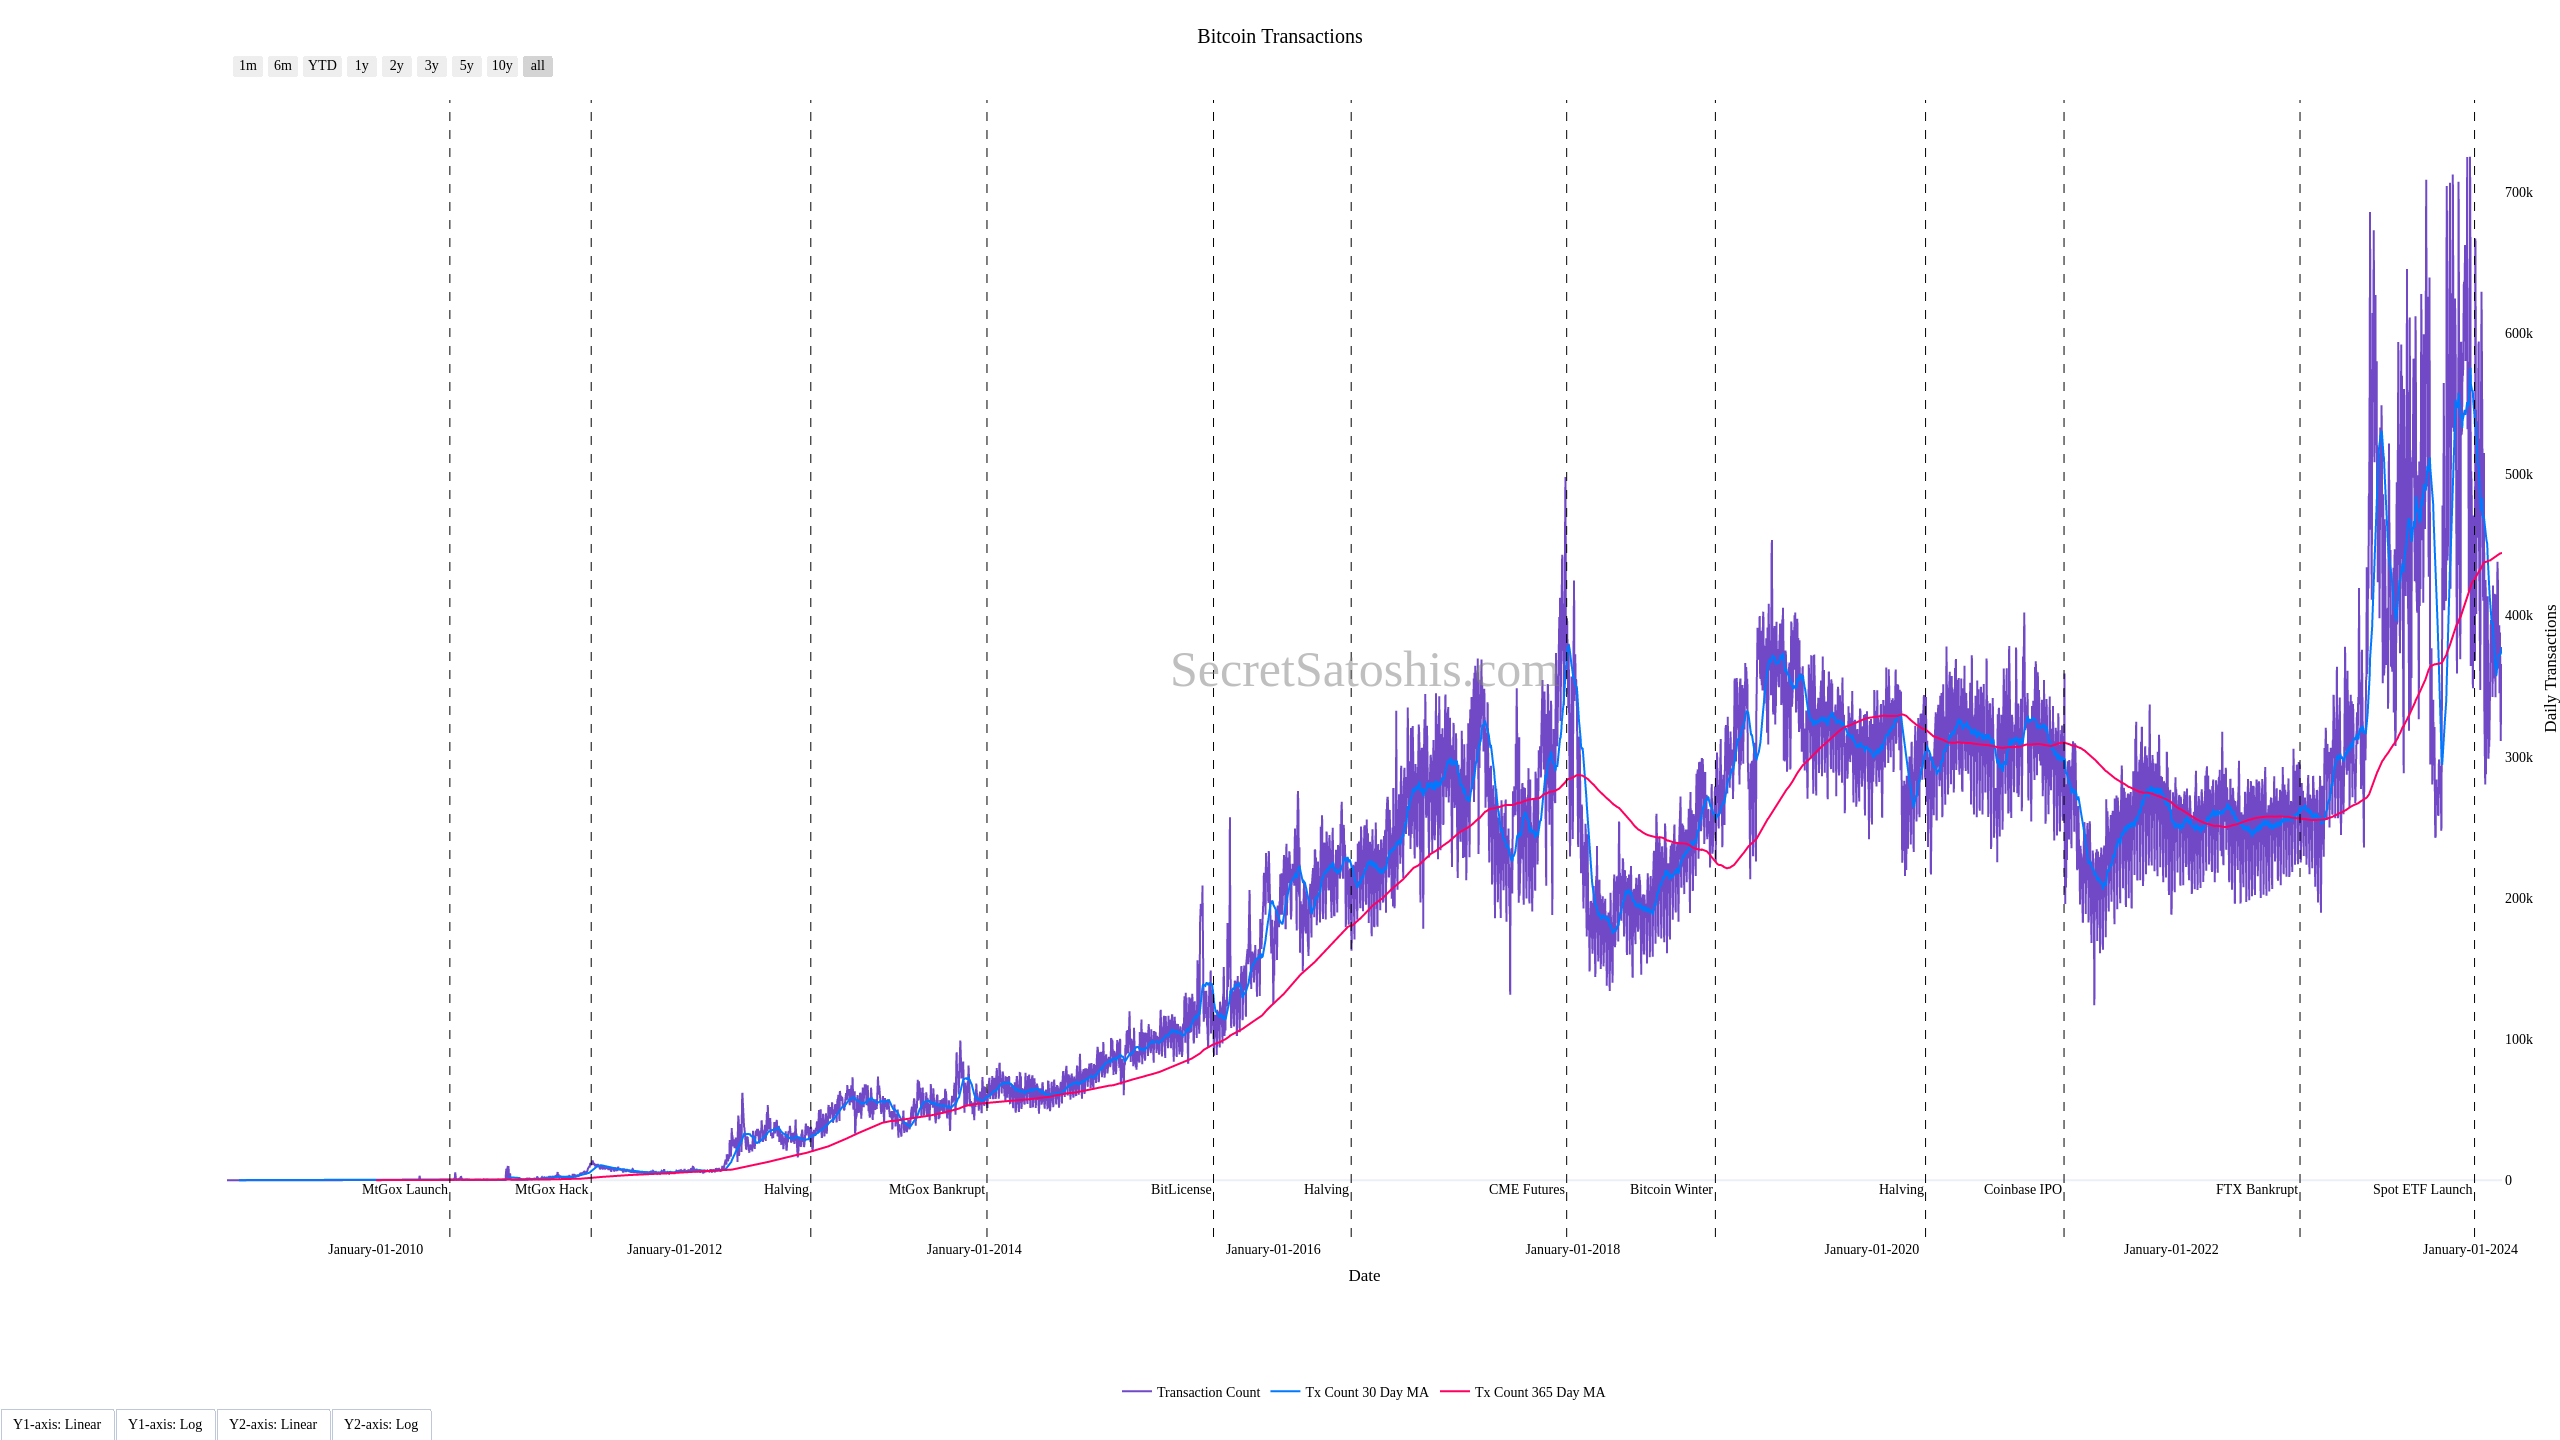 Bitcoin Transactions
1m 6m YTD 1y 2y 3y 5y 10y all
700k
600k
500k
400k
300k
200k
100k
0
Daily Transactions
SecretSatoshis.com
MtGox Launch MtGox Hack Halving MtGox Bankrupt BitLicense Halving CME Futures Bitcoin Winter Halving Coinbase IPO FTX Bankrupt Spot ETF Launch
January-01-2010 January-01-2012 January-01-2014 January-01-2016 January-01-2018 January-01-2020 January-01-2022 January-01-2024
Date
Transaction Count Tx Count 30 Day MA Tx Count 365 Day MA
Y1-axis: Linear Y1-axis: Log Y2-axis: Linear Y2-axis: Log